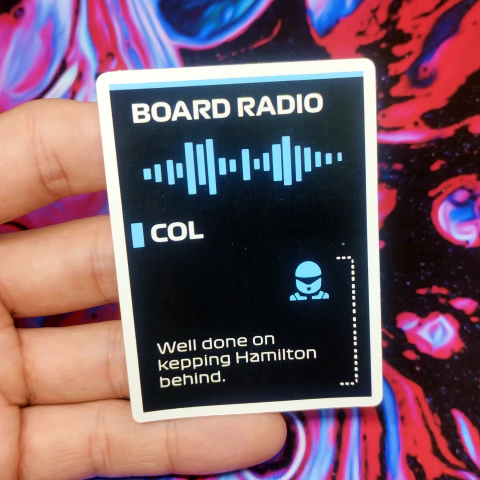 BOARD RADIO
COL
Well done on
kepping Hamilton
behind.